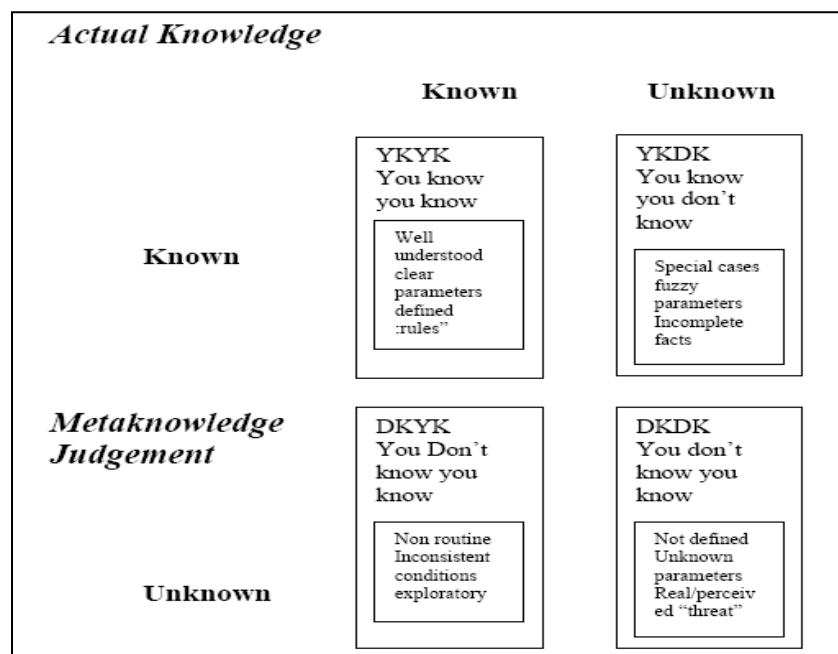 Actual Knowledge
Known
Unknown
YKYK
You know
you know
Well
understood
clear
parameters
defined
:rules”
YKDK
You know
you don’t
know
Special cases
fuzzy
parameters
Incomplete
facts
Known
Metaknowledge
Judgement
DKYK
You Don’t
know you
know
Non routine
Inconsistent
conditions
exploratory
DKDK
You don’t
know you
know
Not defined
Unknown
parameters
Real/perceiv
ed “threat”
Unknown